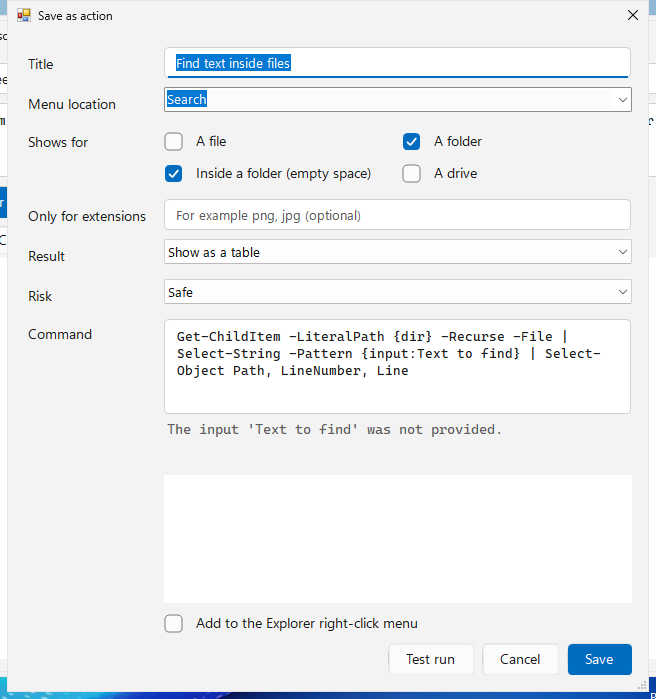 Save as action
Title
Find text inside files
Menu location
Search
Shows for
A file
A folder
Inside a folder (empty space)
A drive
Only for extensions
For example png, jpg (optional)
Result
Show as a table
Risk
Safe
Command
Get-ChildItem -LiteralPath {dir} -Recurse -File |
Select-String -Pattern {input:Text to find} | Select-
Object Path, LineNumber, Line
The input 'Text to find' was not provided.
Add to the Explorer right-click menu
Test run
Cancel
Save